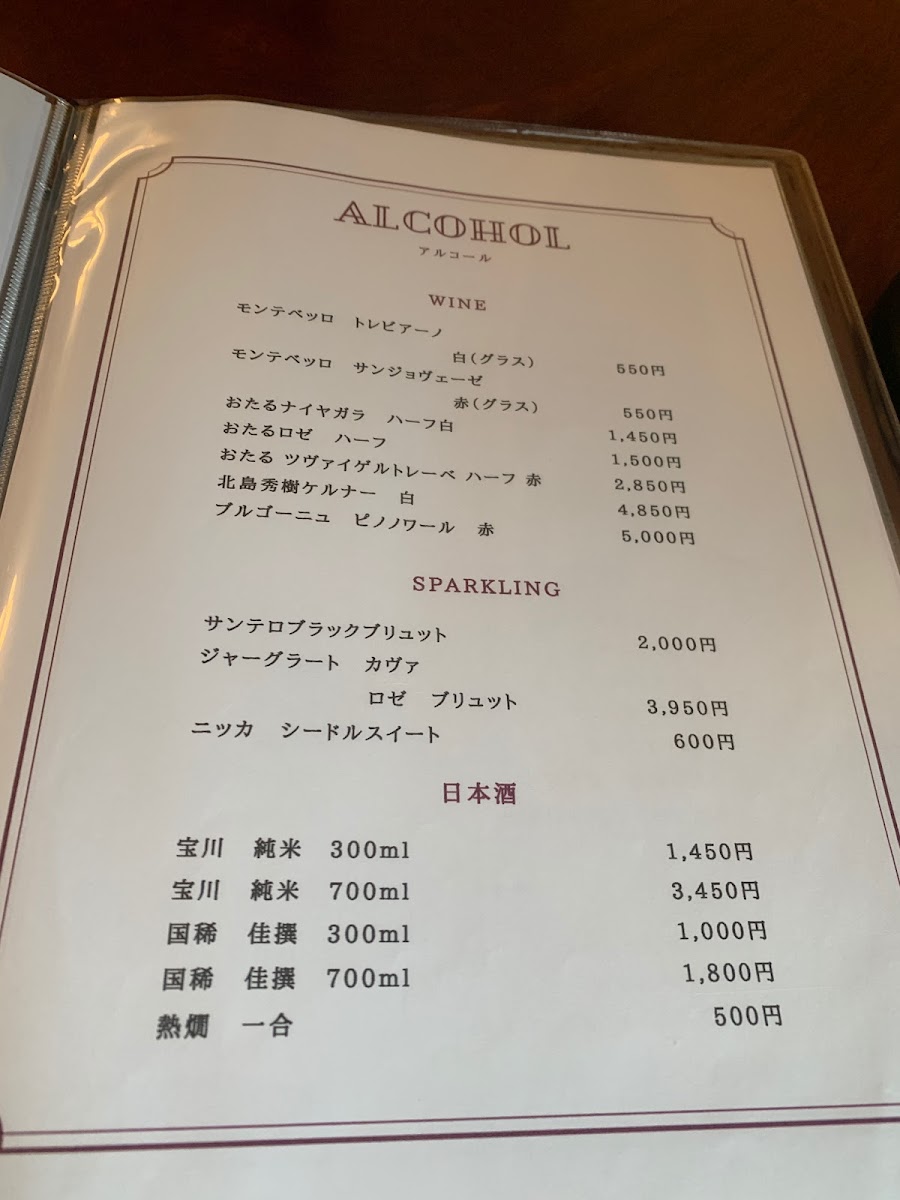 ALCOHOL
アルコール
WINE
モンテベッロ　トレビアーノ
白(グラス)　550円
モンテベッロ　サンジョヴェーゼ
赤(グラス)　550円
おたるナイヤガラ　ハーフ白　1,450円
おたるロゼ　ハーフ　1,500円
おたる ツヴァイゲルトレーベ ハーフ 赤　2,850円
北島秀樹ケルナー　白　4,850円
ブルゴーニュ　ピノノワール　赤　5,000円
SPARKLING
サンテロブラックブリュット　2,000円
ジャーグラート　カヴァ
ロゼ　ブリュット　3,950円
ニッカ　シードルスイート　600円
日本酒
宝川　純米　300ml　1,450円
宝川　純米　700ml　3,450円
国稀　佳撰　300ml　1,000円
国稀　佳撰　700ml　1,800円
熱燗　一合　500円